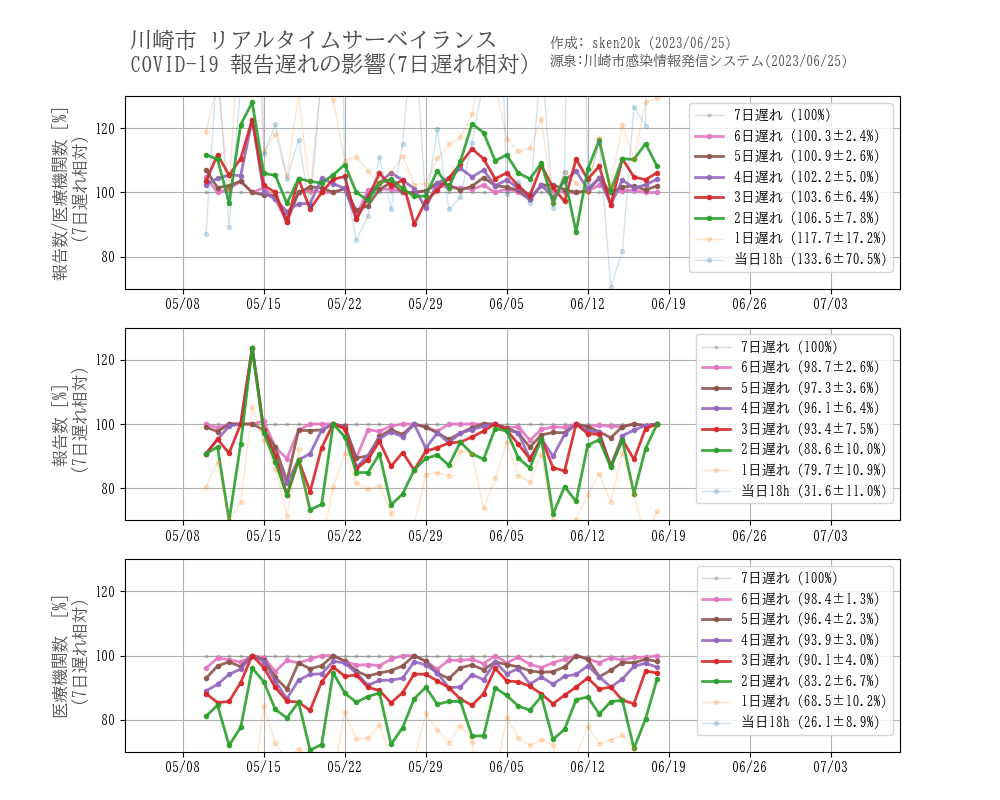 川崎市 リアルタイムサーベイランス
COVID-19 報告遅れの影響(7日遅れ相対)
作成: sken20k (2023/06/25)
源泉:川崎市感染情報発信システム(2023/06/25)
報告数/医療機関数 [%]
(7日遅れ相対)
120
100
80
7日遅れ (100%)
6日遅れ (100.3±2.4%)
5日遅れ (100.9±2.6%)
4日遅れ (102.2±5.0%)
3日遅れ (103.6±6.4%)
2日遅れ (106.5±7.8%)
1日遅れ (117.7±17.2%)
当日18h (133.6±70.5%)
05/08 05/15 05/22 05/29 06/05 06/12 06/19 06/26 07/03
報告数 [%]
(7日遅れ相対)
120
100
80
7日遅れ (100%)
6日遅れ (98.7±2.6%)
5日遅れ (97.3±3.6%)
4日遅れ (96.1±6.4%)
3日遅れ (93.4±7.5%)
2日遅れ (88.6±10.0%)
1日遅れ (79.7±10.9%)
当日18h (31.6±11.0%)
05/08 05/15 05/22 05/29 06/05 06/12 06/19 06/26 07/03
医療機関数 [%]
(7日遅れ相対)
120
100
80
7日遅れ (100%)
6日遅れ (98.4±1.3%)
5日遅れ (96.4±2.3%)
4日遅れ (93.9±3.0%)
3日遅れ (90.1±4.0%)
2日遅れ (83.2±6.7%)
1日遅れ (68.5±10.2%)
当日18h (26.1±8.9%)
05/08 05/15 05/22 05/29 06/05 06/12 06/19 06/26 07/03